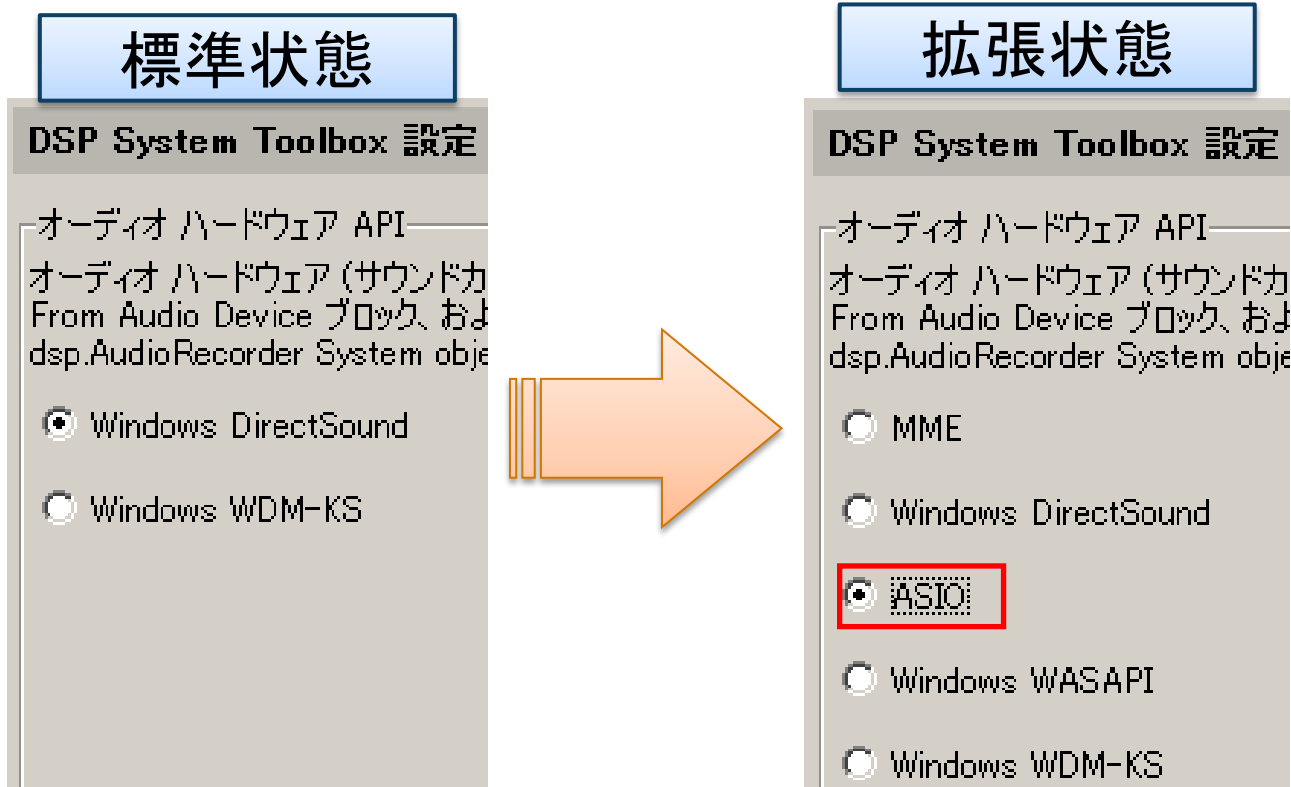 標準状態
DSP System Toolbox 設定
オーディオ ハードウェア API
オーディオ ハードウェア (サウンドカ
From Audio Device ブロック、およ
dsp.AudioRecorder System obje
Windows DirectSound
Windows WDM-KS
拡張状態
DSP System Toolbox 設定
オーディオ ハードウェア API
オーディオ ハードウェア (サウンドカ
From Audio Device ブロック、およ
dsp.AudioRecorder System obje
MME
Windows DirectSound
ASIO
Windows WASAPI
Windows WDM-KS